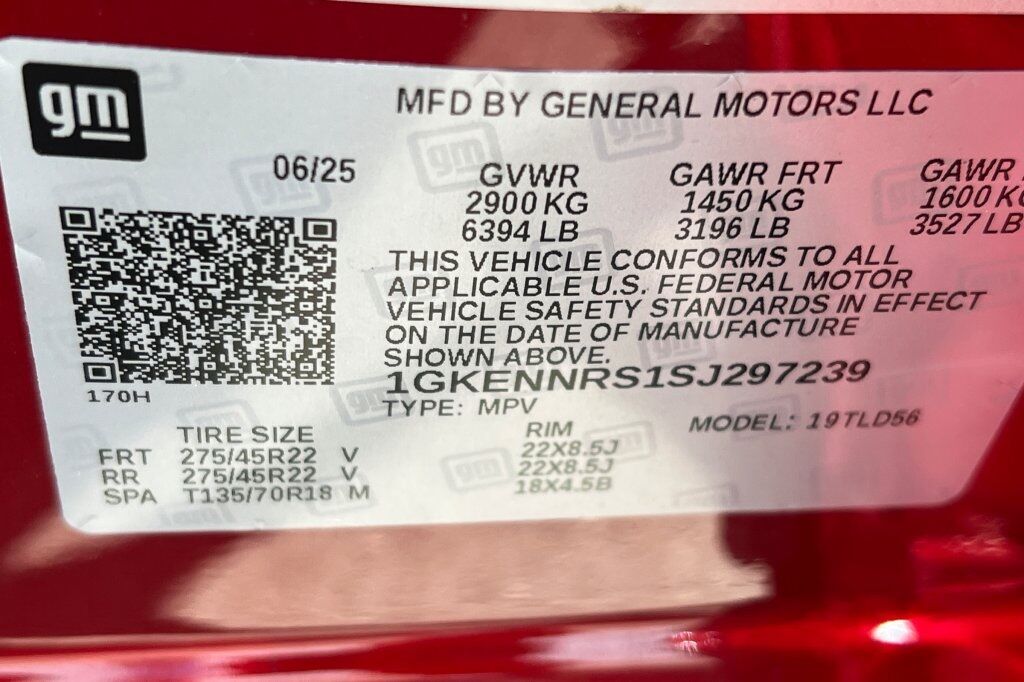 gm
MFD BY GENERAL MOTORS LLC
06/25
GVWR GAWR FRT GAWR
2900 KG 1450 KG 1600 KG
6394 LB 3196 LB 3527 LB
THIS VEHICLE CONFORMS TO ALL
APPLICABLE U.S. FEDERAL MOTOR
VEHICLE SAFETY STANDARDS IN EFFECT
ON THE DATE OF MANUFACTURE
SHOWN ABOVE.
1GKENNRS1SJ297239
170H
TYPE: MPV MODEL: 19TLD56
TIRE SIZE RIM
FRT 275/45R22 V 22X8.5J
RR 275/45R22 V 22X8.5J
SPA T135/70R18 M 18X4.5B